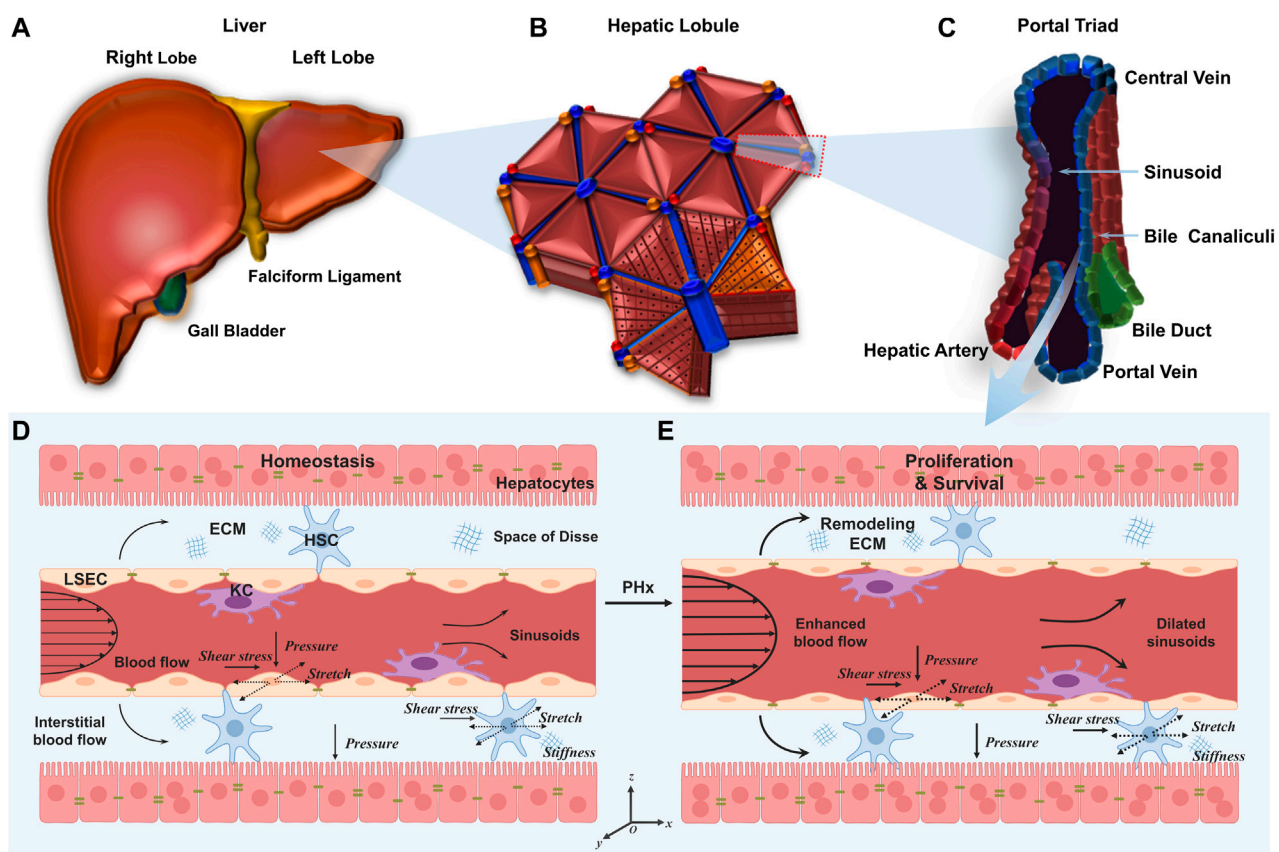 A
Liver
Right Lobe
Left Lobe
Falciform Ligament
Gall Bladder
B
Hepatic Lobule
C
Portal Triad
Central Vein
Sinusoid
Bile Canaliculi
Bile Duct
Hepatic Artery
Portal Vein
D
Homeostasis
Hepatocytes
ECM
HSC
Space of Disse
LSEC
KC
Sinusoids
Blood flow
Pressure
Shear stress
Stretch
Interstitial
blood flow
Pressure
Shear stress
Stretch
Stiffness
PHx
z
x
y
O
E
Proliferation
& Survival
Remodeling
ECM
Enhanced
blood flow
Dilated
sinusoids
Pressure
Shear stress
Stretch
Pressure
Shear stress
Stretch
Stiffness